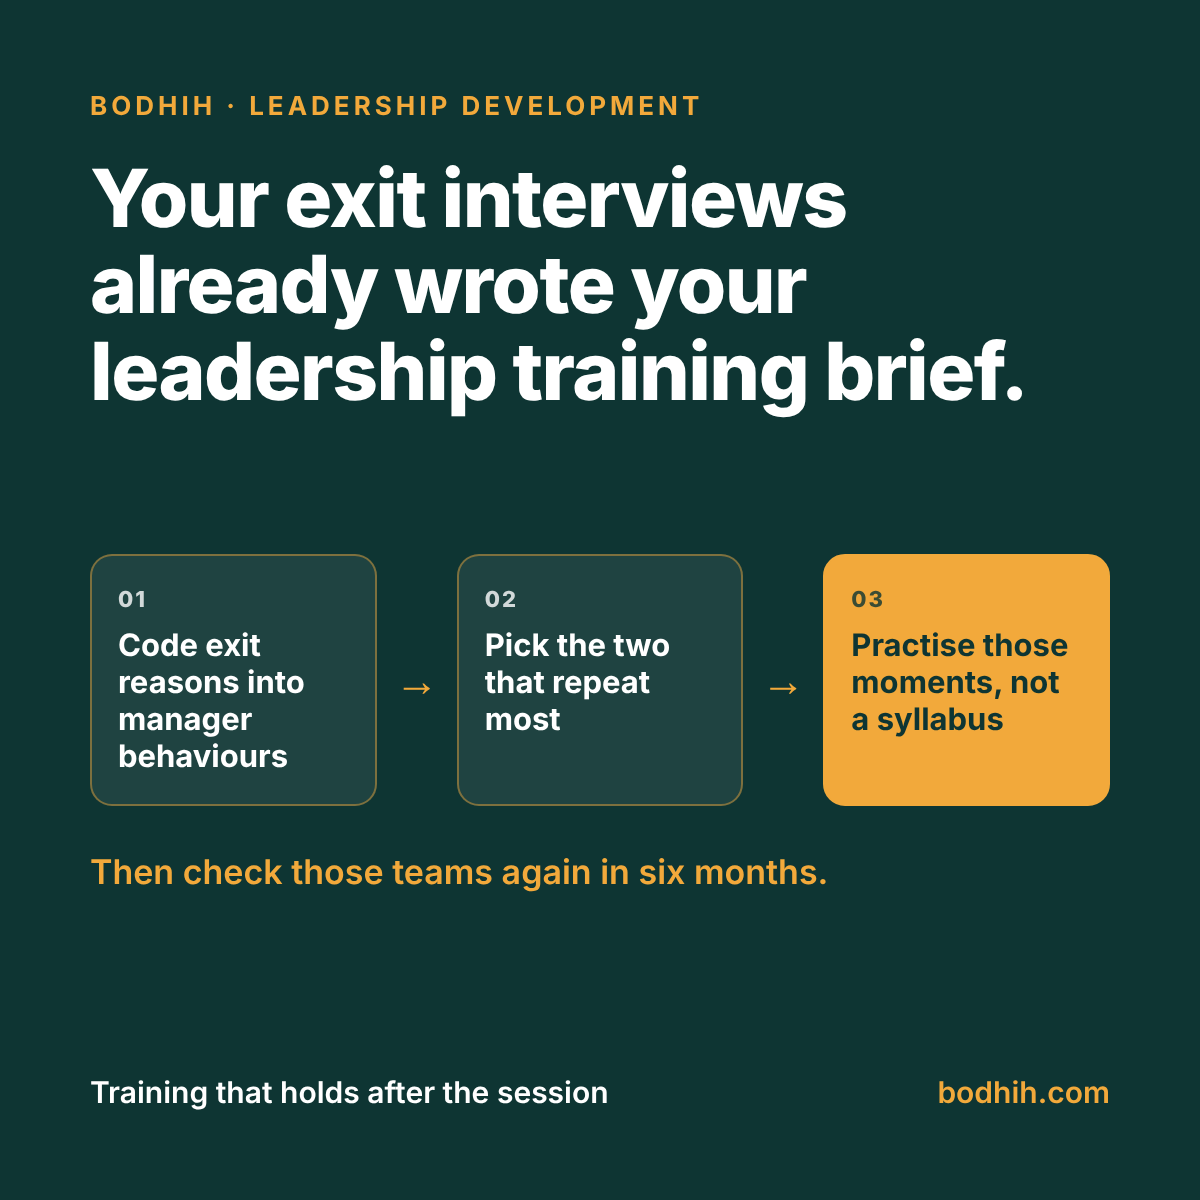 BODHIH · LEADERSHIP DEVELOPMENT
Your exit interviews
already wrote your
leadership training brief.
01
Code exit
reasons into
manager
behaviours
→
02
Pick the two
that repeat
most
→
03
Practise those
moments, not
a syllabus
Then check those teams again in six months.
Training that holds after the session
bodhih.com